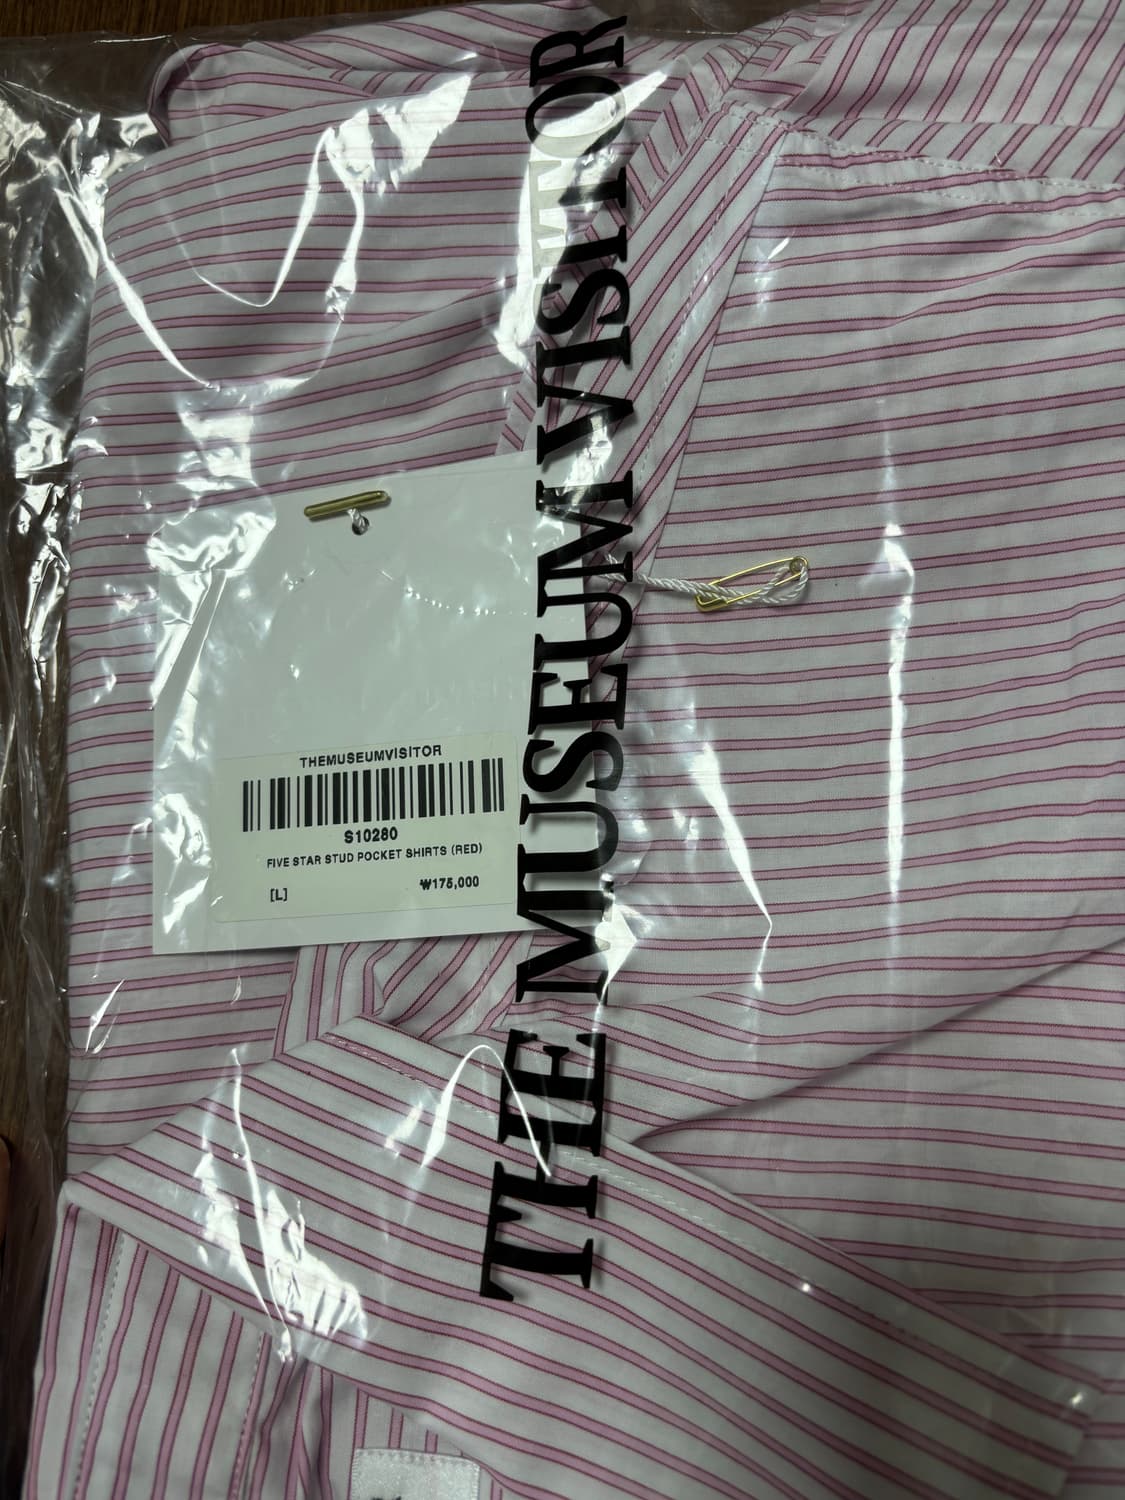 THE MUSEUM VISITOR
THEMUSEUMVISITOR
S10280
FIVE STAR STUD POCKET SHIRTS (RED)
[L] ₩175,000